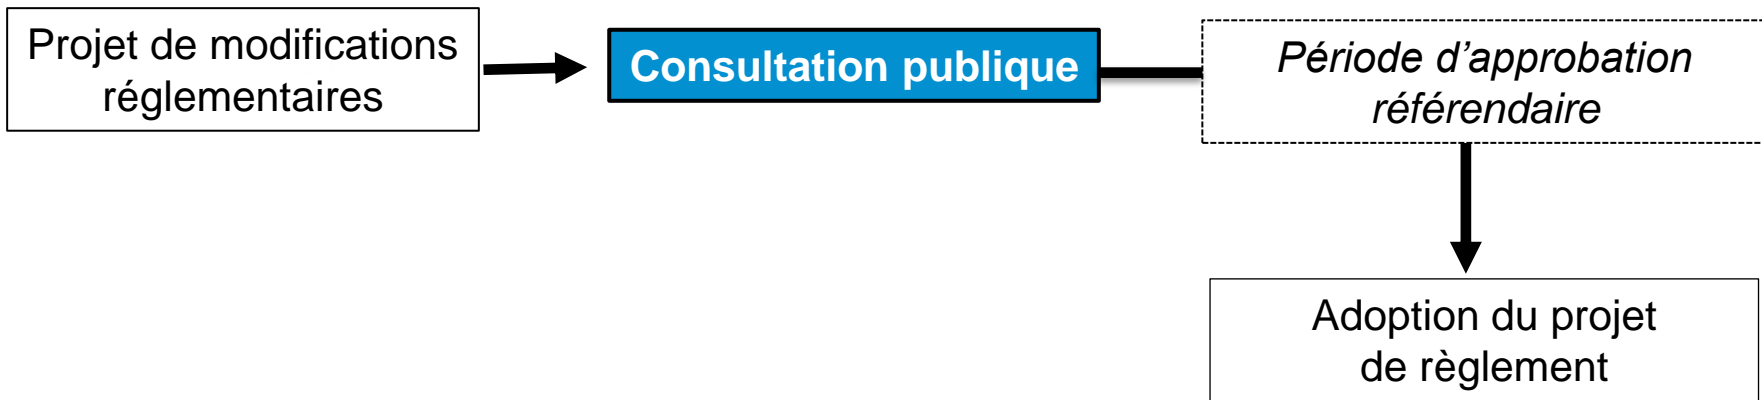 Projet de modifications
réglementaires
Consultation publique
Période d’approbation
référendaire
Adoption du projet
de règlement